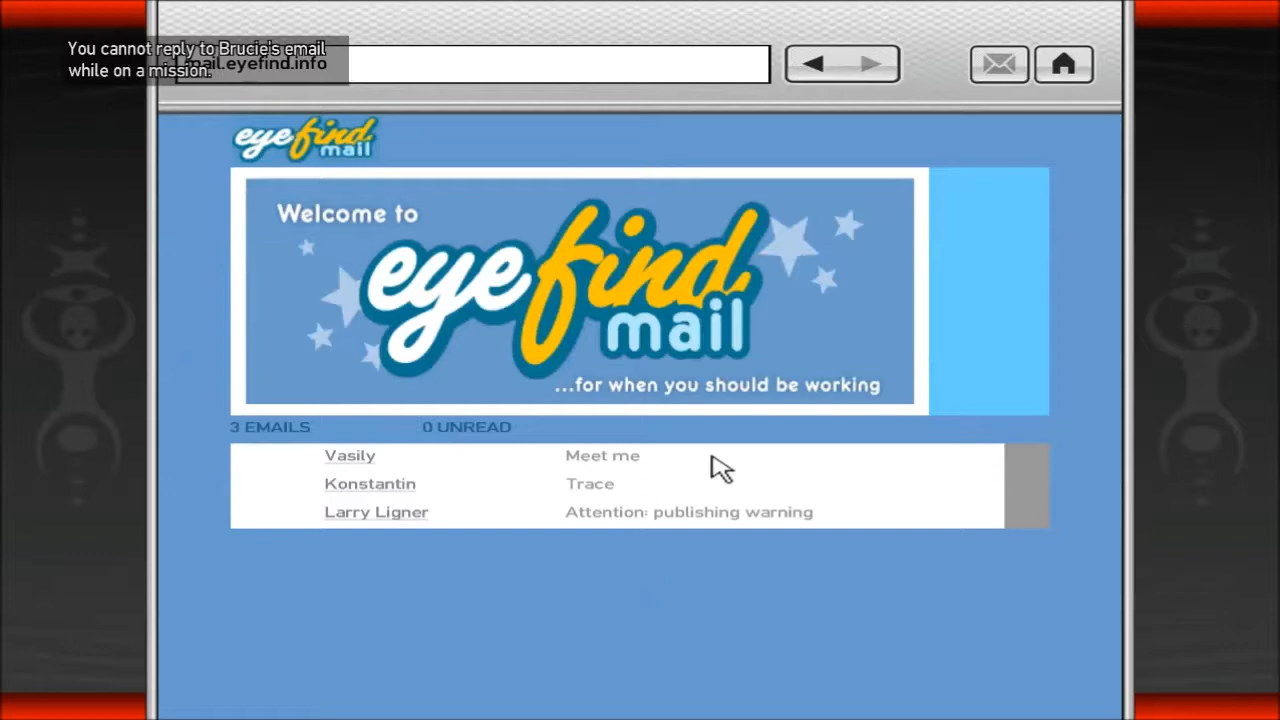 You cannot reply to Brucie's email
while on a mission.
mail.eyefind.info
eyefind
mail
Welcome to
eyefind
mail
...for when you should be working
3 EMAILS 0 UNREAD
Vasily Meet me
Konstantin Trace
Larry Ligner Attention: publishing warning